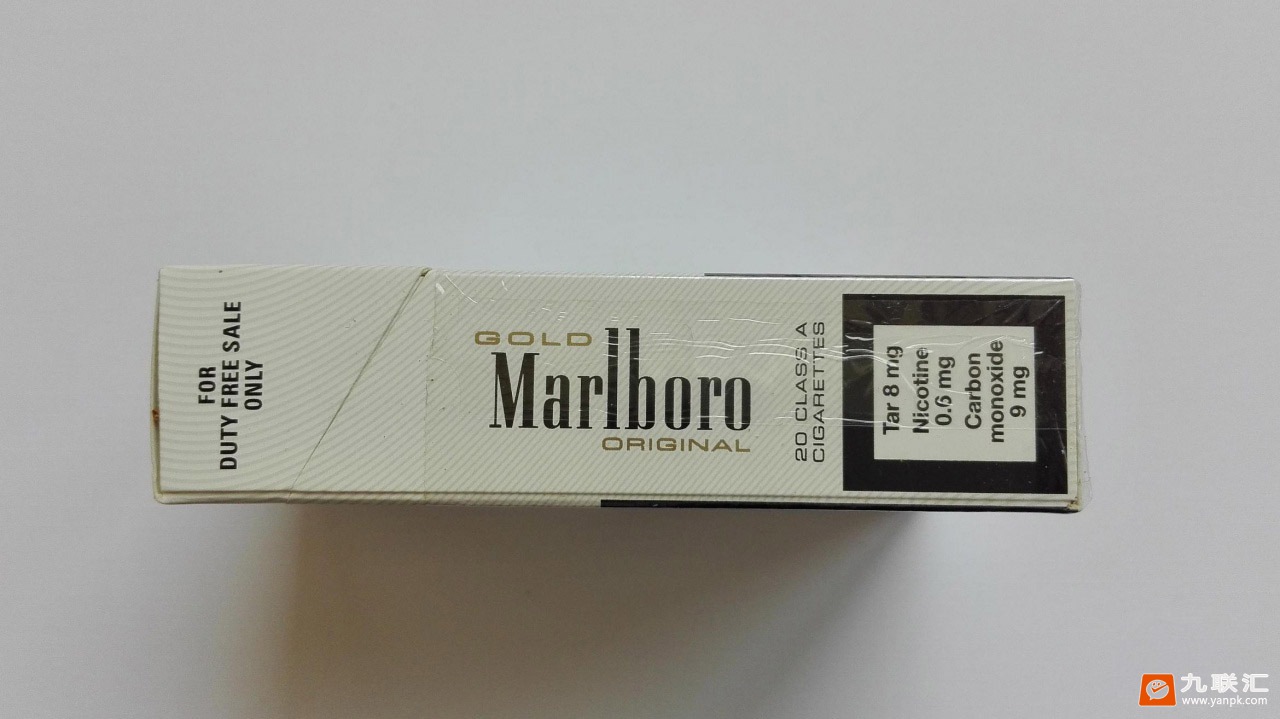 FOR
DUTY FREE SALE
ONLY
GOLD
Marlboro
ORIGINAL
20 CLASS A
CIGARETTES
Tar 8 mg
Nicotine
0.6 mg
Carbon
monoxide
9 mg
九联汇
www.yanpk.com